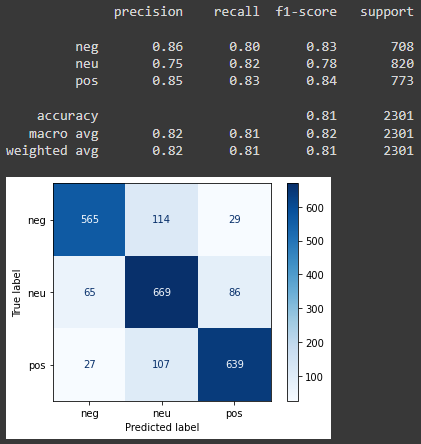 precision recall f1-score support
neg 0.86 0.80 0.83 708
neu 0.75 0.82 0.78 820
pos 0.85 0.83 0.84 773
accuracy 0.81 2301
macro avg 0.82 0.81 0.82 2301
weighted avg 0.82 0.81 0.81 2301
True label
neg 565 114 29
neu 65 669 86
pos 27 107 639
neg neu pos
Predicted label
600
500
400
300
200
100